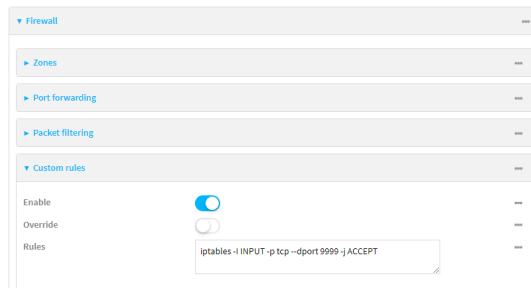 ▾ Firewall
▸ Zones
▸ Port forwarding
▸ Packet filtering
▾ Custom rules
Enable
Override
Rules
iptables -I INPUT -p tcp --dport 9999 -j ACCEPT